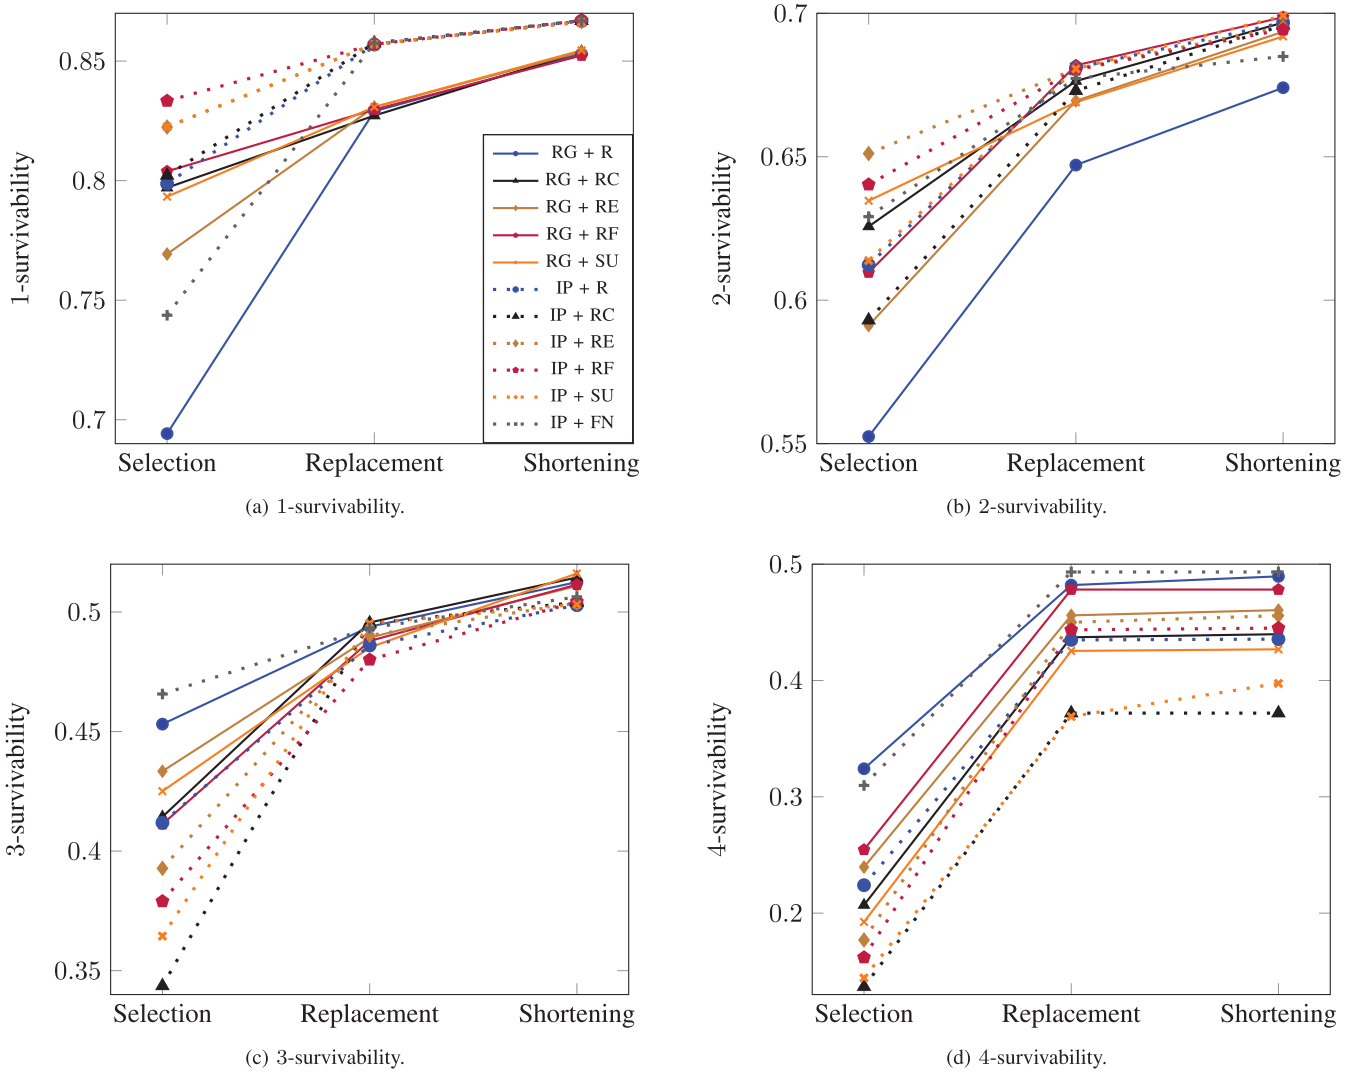 1-survivability
0.85
0.8
0.75
0.7
Selection Replacement Shortening
RG + R
RG + RC
RG + RE
RG + RF
RG + SU
IP + R
IP + RC
IP + RE
IP + RF
IP + SU
IP + FN
(a) 1-survivability.
2-survivability
0.7
0.65
0.6
0.55
Selection Replacement Shortening
(b) 2-survivability.
3-survivability
0.5
0.45
0.4
0.35
Selection Replacement Shortening
(c) 3-survivability.
4-survivability
0.5
0.4
0.3
0.2
Selection Replacement Shortening
(d) 4-survivability.